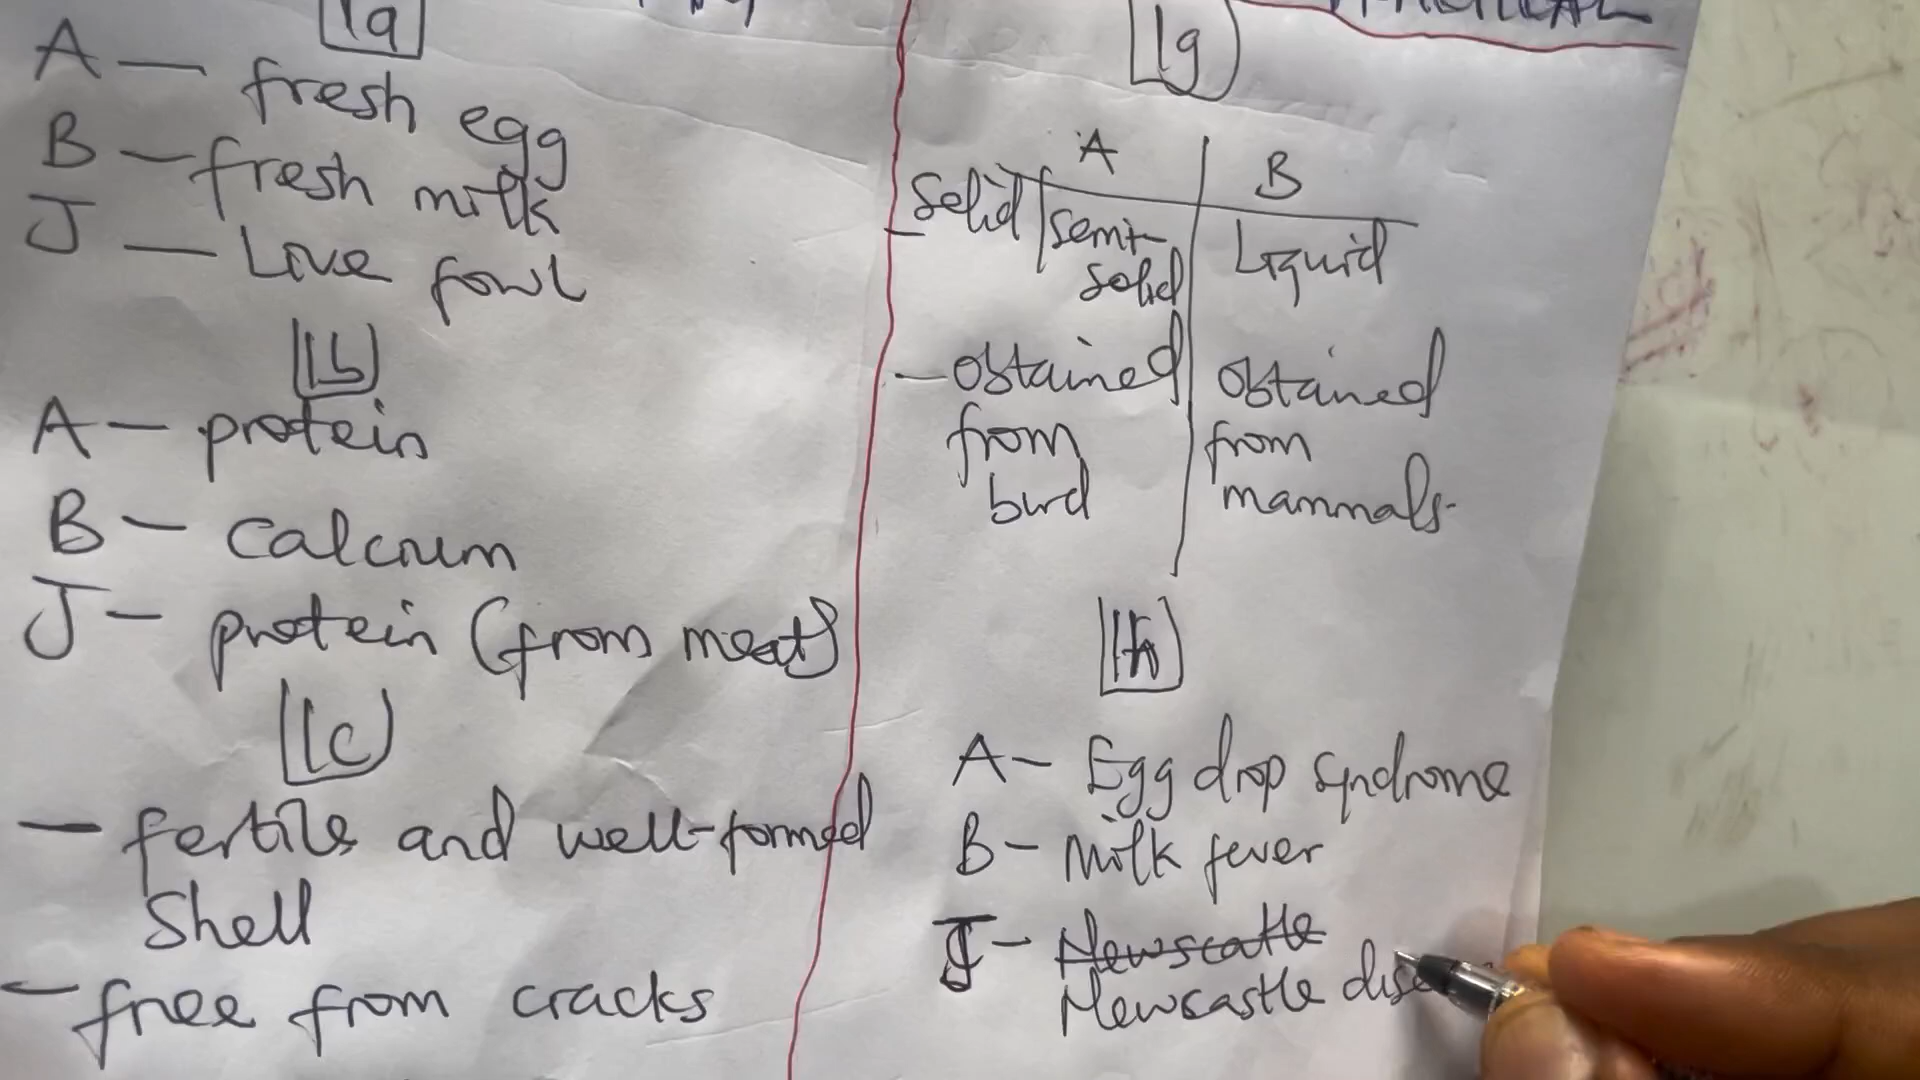 1a
A — fresh egg
B — fresh milk
J — Live fowl
1b
A — protein
B — Calcium
J — protein (from meat)
1c
— fertile and well-formed
Shell
— free from cracks
1g
A B
— Solid/semi-solid Liquid
— obtained obtained
from from
bird mammals.
1h
A — Egg drop syndrome
B — Milk fever
J — Newscatle
Newcastle dise